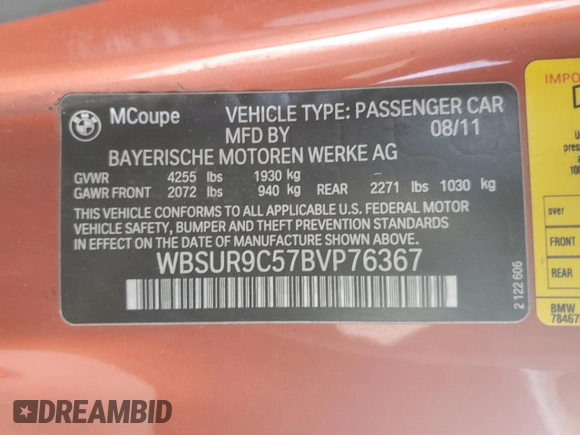 MCoupe
VEHICLE TYPE: PASSENGER CAR
MFD BY 08/11
BAYERISCHE MOTOREN WERKE AG
GVWR 4255 lbs 1930 kg
GAWR FRONT 2072 lbs 940 kg REAR 2271 lbs 1030 kg
THIS VEHICLE CONFORMS TO ALL APPLICABLE U.S. FEDERAL MOTOR
VEHICLE SAFETY, BUMPER AND THEFT PREVENTION STANDARDS
IN EFFECT ON THE DATE OF MANUFACTURE SHOWN ABOVE.
WBSUR9C57BVP76367
2 122 606
IMPO
over
FRONT
REAR
BMW
7846
DREAMBID